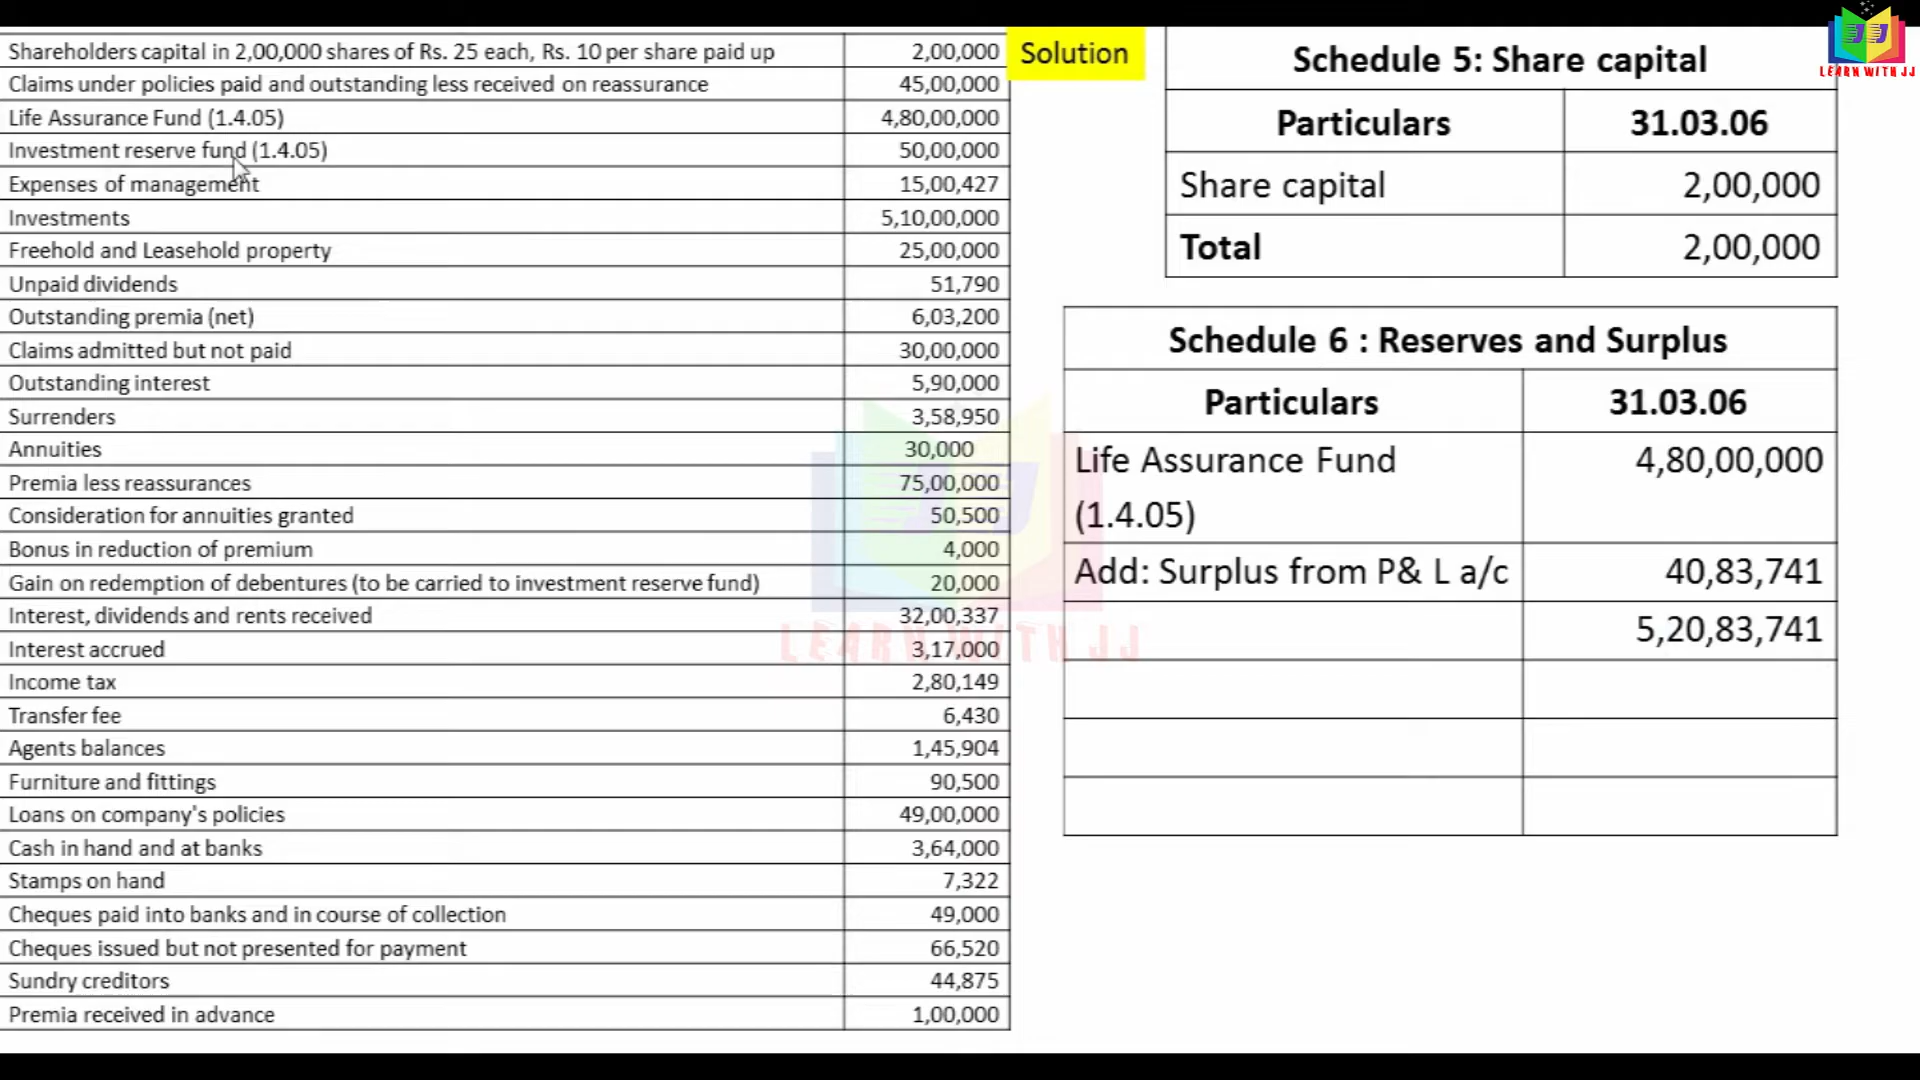 Shareholders capital in 2,00,000 shares of Rs. 25 each, Rs. 10 per share paid up 2,00,000
Claims under policies paid and outstanding less received on reassurance 45,00,000
Life Assurance Fund (1.4.05) 4,80,00,000
Investment reserve fund (1.4.05) 50,00,000
Expenses of management 15,00,427
Investments 5,10,00,000
Freehold and Leasehold property 25,00,000
Unpaid dividends 51,790
Outstanding premia (net) 6,03,200
Claims admitted but not paid 30,00,000
Outstanding interest 5,90,000
Surrenders 3,58,950
Annuities 30,000
Premia less reassurances 75,00,000
Consideration for annuities granted 50,500
Bonus in reduction of premium 4,000
Gain on redemption of debentures (to be carried to investment reserve fund) 20,000
Interest, dividends and rents received 32,00,337
Interest accrued 3,17,000
Income tax 2,80,149
Transfer fee 6,430
Agents balances 1,45,904
Furniture and fittings 90,500
Loans on company's policies 49,00,000
Cash in hand and at banks 3,64,000
Stamps on hand 7,322
Cheques paid into banks and in course of collection 49,000
Cheques issued but not presented for payment 66,520
Sundry creditors 44,875
Premia received in advance 1,00,000
Solution
Schedule 5: Share capital
Particulars 31.03.06
Share capital 2,00,000
Total 2,00,000
Schedule 6 : Reserves and Surplus
Particulars 31.03.06
Life Assurance Fund 4,80,00,000
(1.4.05)
Add: Surplus from P& L a/c 40,83,741
5,20,83,741
JJ
LEARN WITH JJ
JJ
LEARN WITH JJ